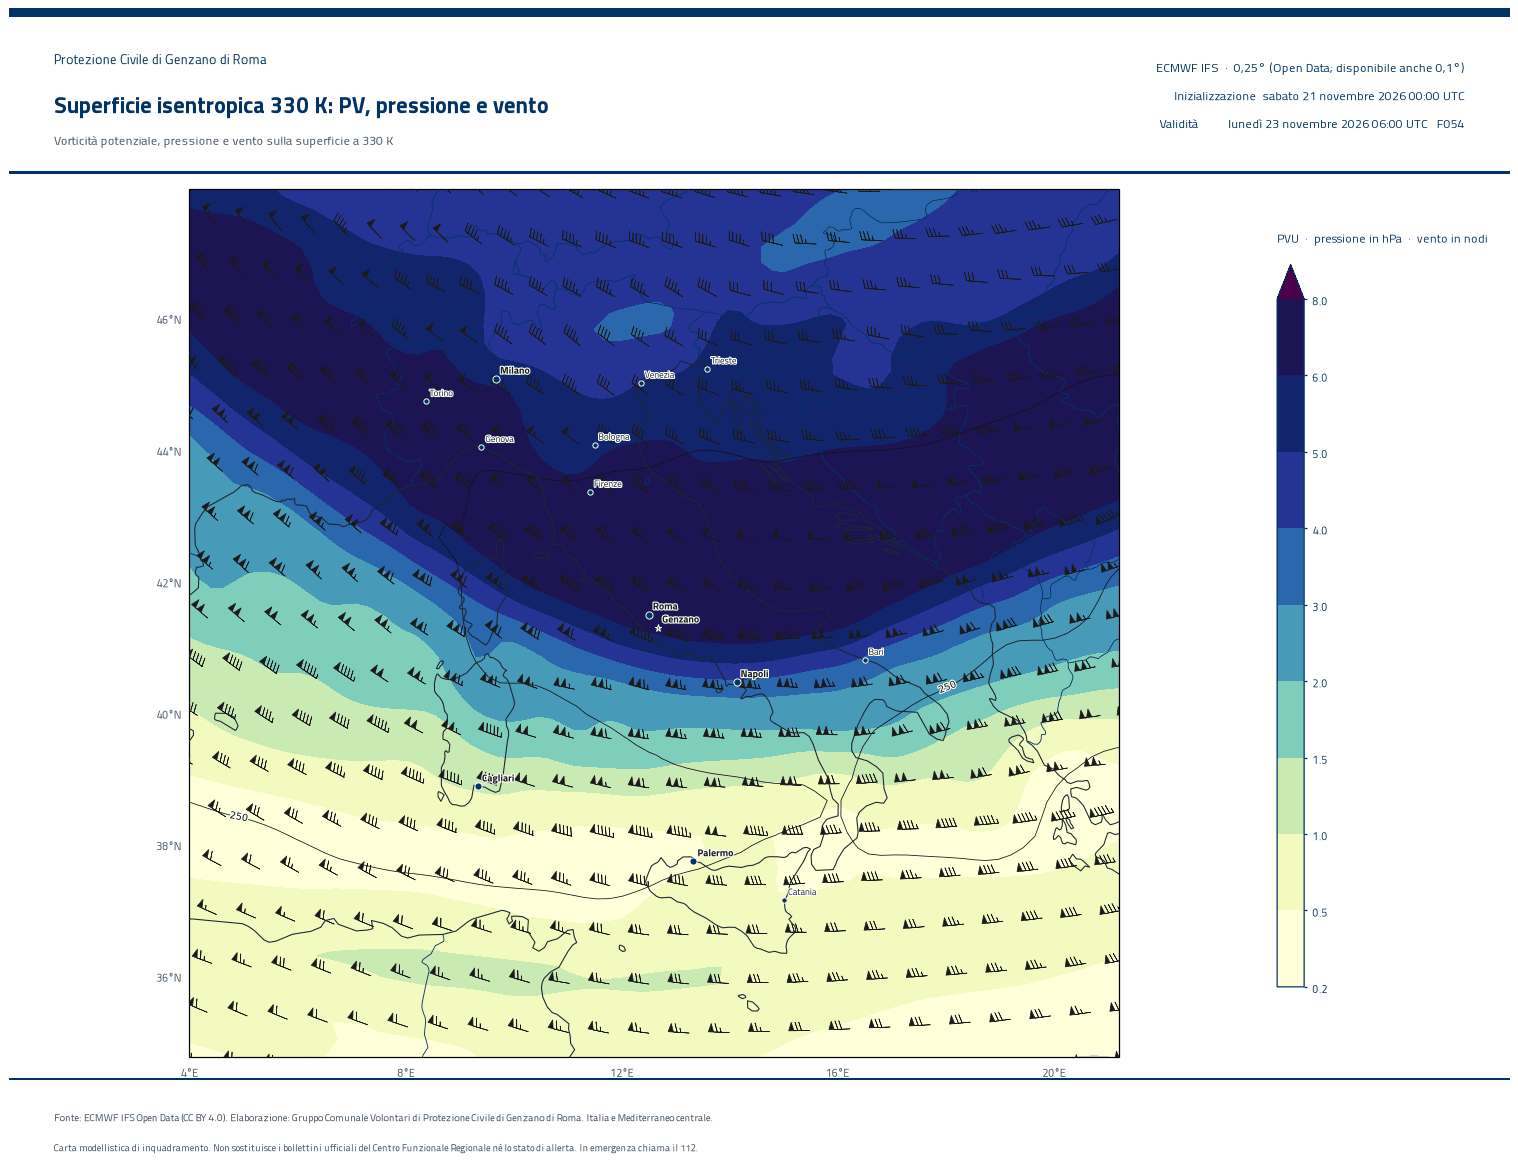 Protezione Civile di Genzano di Roma
Superficie isentropica 330 K: PV, pressione e vento
Vorticità potenziale, pressione e vento sulla superficie a 330 K
ECMWF IFS · 0,25° (Open Data; disponibile anche 0,1°)
Inizializzazione sabato 21 novembre 2026 00:00 UTC
Validità lunedì 23 novembre 2026 06:00 UTC F054
PVU · pressione in hPa · vento in nodi
8.0
6.0
5.0
4.0
3.0
2.0
1.5
1.0
0.5
0.2
46°N
44°N
42°N
40°N
38°N
36°N
4°E
8°E
12°E
16°E
20°E
Trieste
Milano
Venezia
Torino
Bologna
Genova
Firenze
Roma
Genzano
Bari
Napoli
250
Cagliari
250
Palermo
Catania
Fonte: ECMWF IFS Open Data (CC BY 4.0). Elaborazione: Gruppo Comunale Volontari di Protezione Civile di Genzano di Roma. Italia e Mediterraneo centrale.
Carta modellistica di inquadramento. Non sostituisce i bollettini ufficiali del Centro Funzionale Regionale né lo stato di allerta. In emergenza chiama il 112.